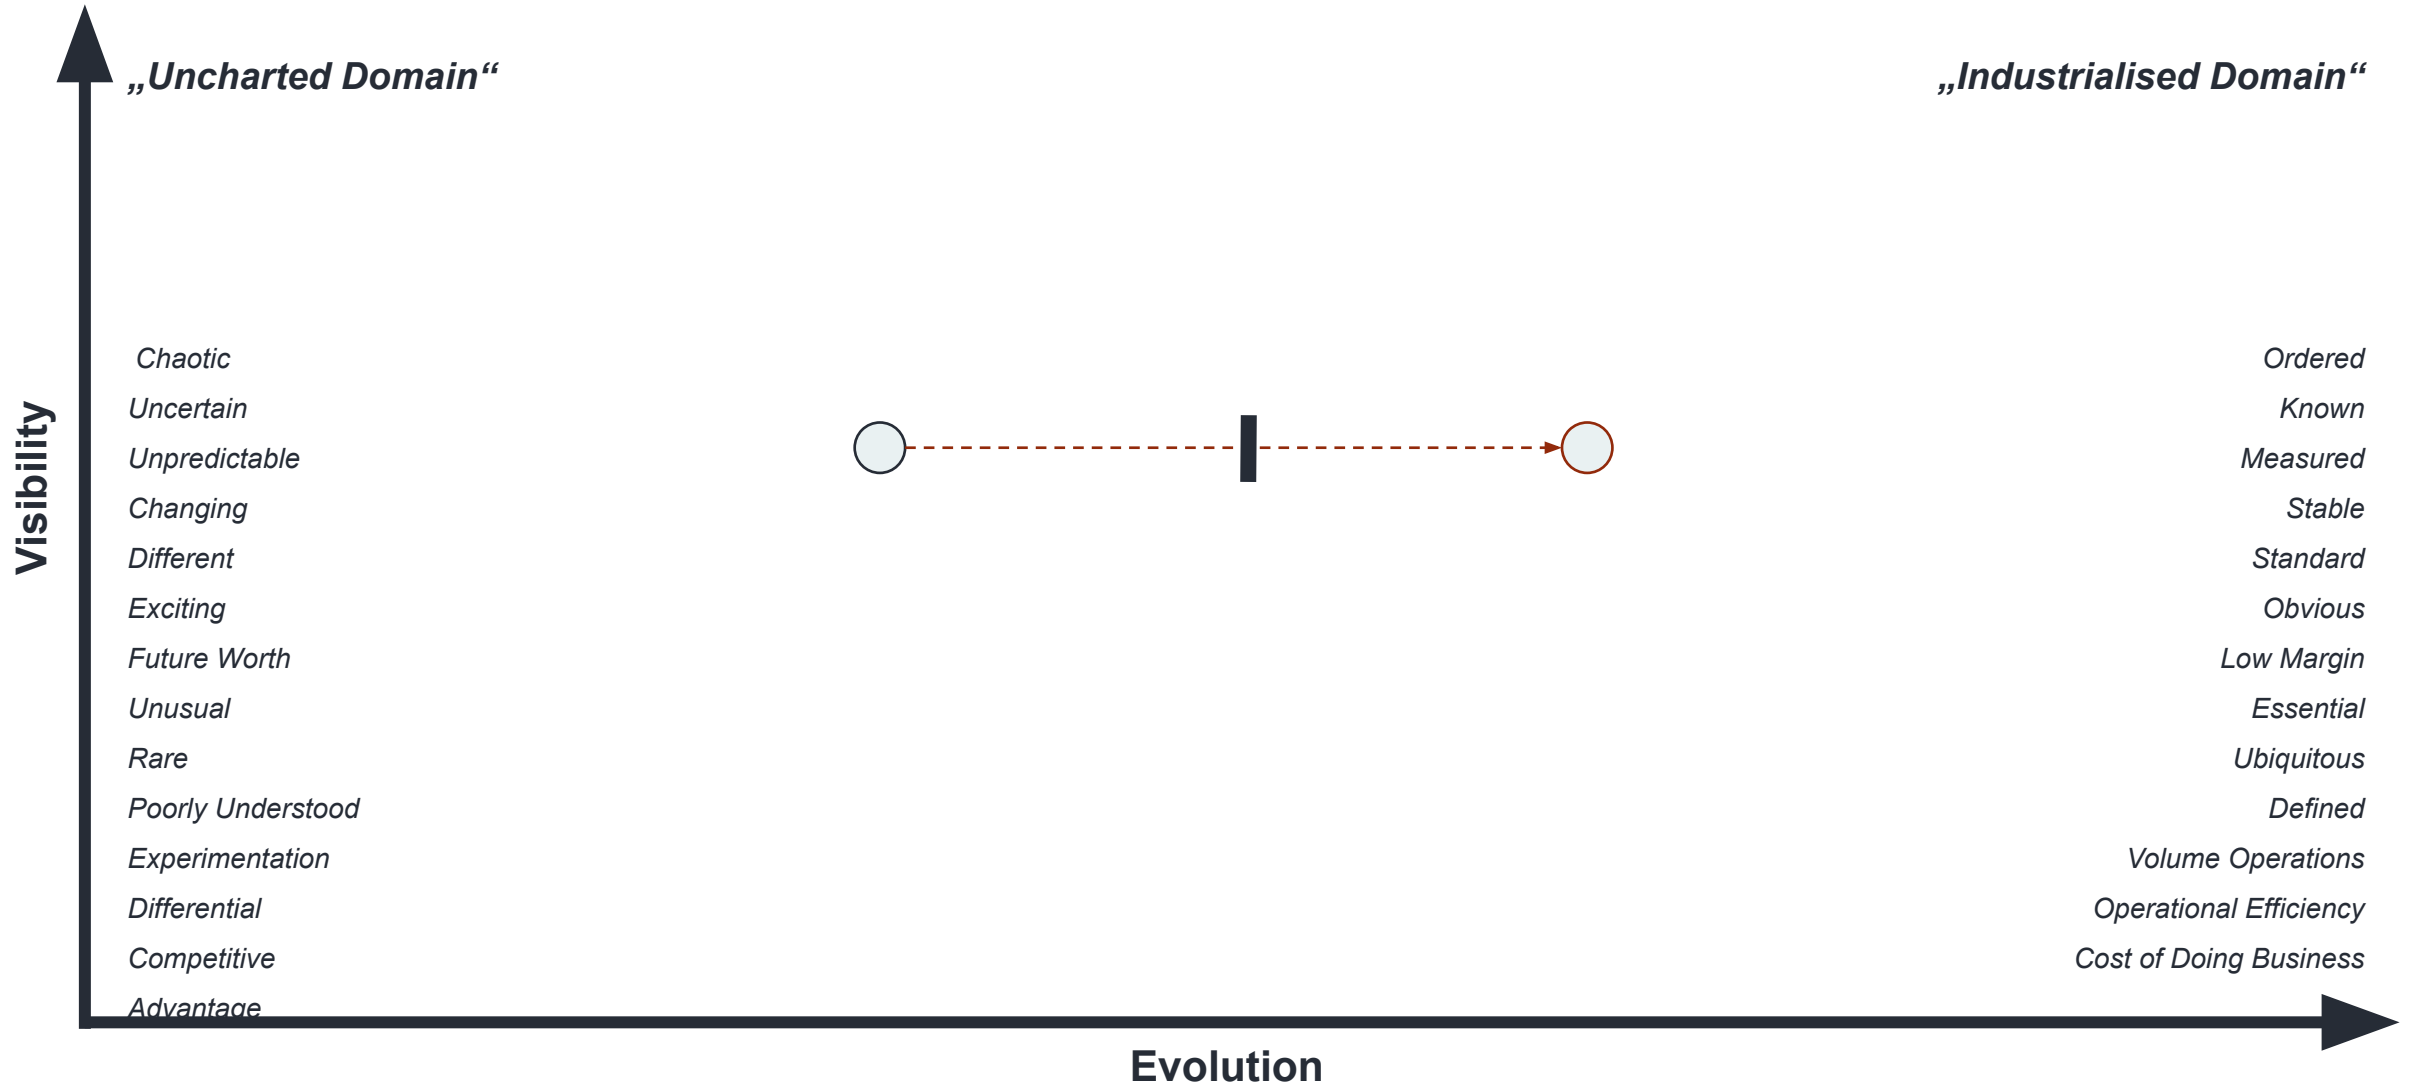 „Uncharted Domain“
„Industrialised Domain“
Visibility
Chaotic
Uncertain
Unpredictable
Changing
Different
Exciting
Future Worth
Unusual
Rare
Poorly Understood
Experimentation
Differential
Competitive
Advantage
Ordered
Known
Measured
Stable
Standard
Obvious
Low Margin
Essential
Ubiquitous
Defined
Volume Operations
Operational Efficiency
Cost of Doing Business
Evolution